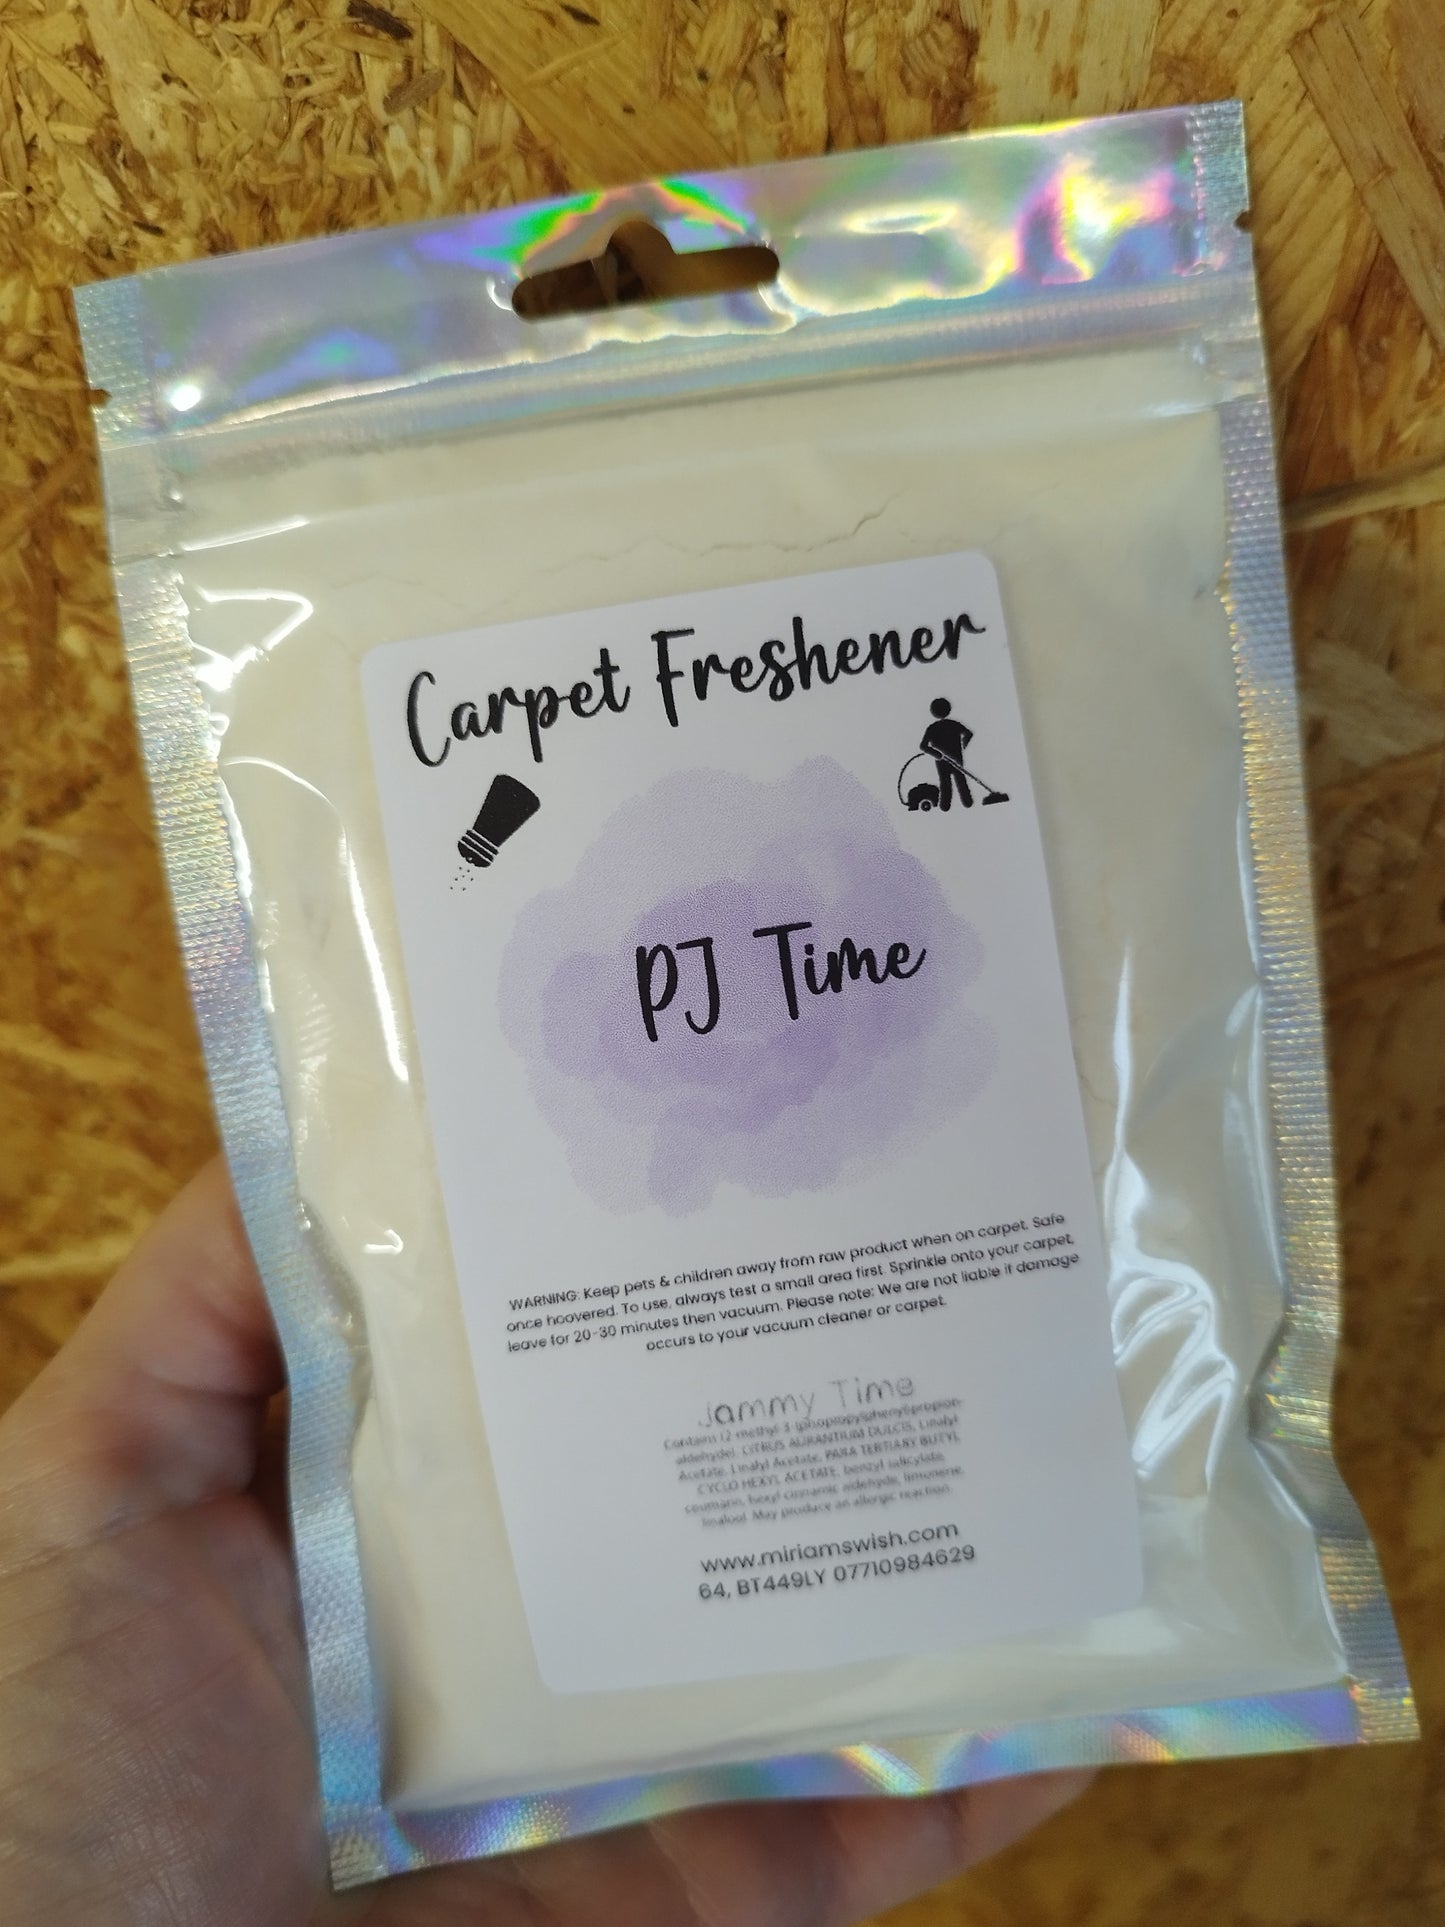 Carpet Freshener
PJ Time
WARNING: Keep pets & children away from raw product when on carpet. Safe
once hoovered. To use, always test a small area first. Sprinkle onto your carpet,
leave for 20-30 minutes then vacuum. Please note: We are not liable if damage
occurs to your vacuum cleaner or carpet.
Jammy Time
Contains (2-methyl-3-(
aldehyde). CITRUS AURANTIUM DULCIS, Linalyl
Acetate, Linalyl Acetate, PARA TERTIARY BUTYL
CYCLO HEXYL ACETATE, benzyl salicylate,
coumarin, hexyl cinnamic aldehyde, limonene,
linalool. May produce an allergic reaction.
www.miriamswish.com
64, BT449LY 07710984629